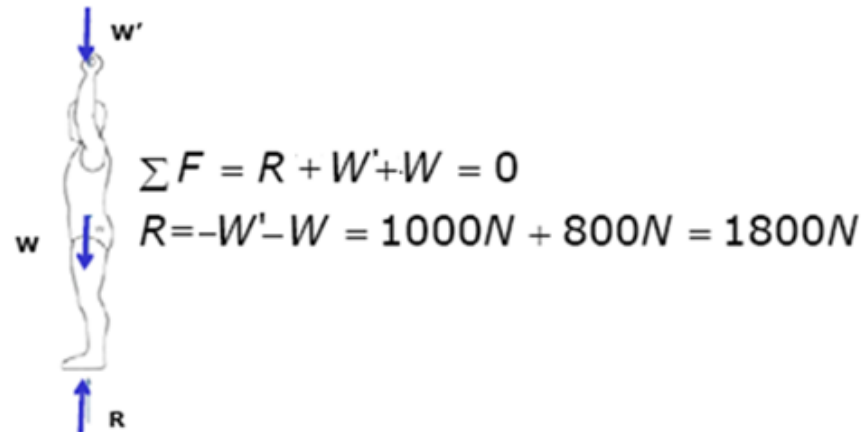 W'
∑F = R + W'+W = 0
W
R=-W'-W = 1000N + 800N = 1800N
R